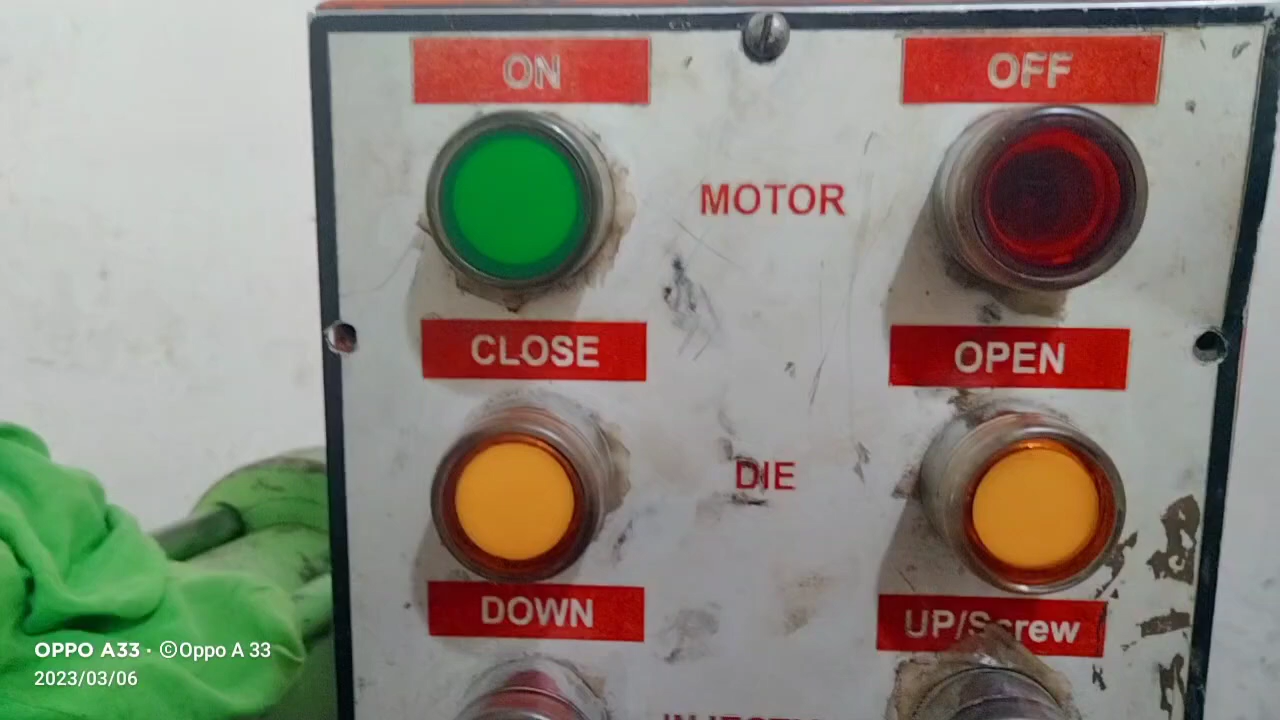 ON OFF
MOTOR
CLOSE OPEN
DIE
DOWN UP/Screw
OPPO A33 · ©Oppo A 33
2023/03/06